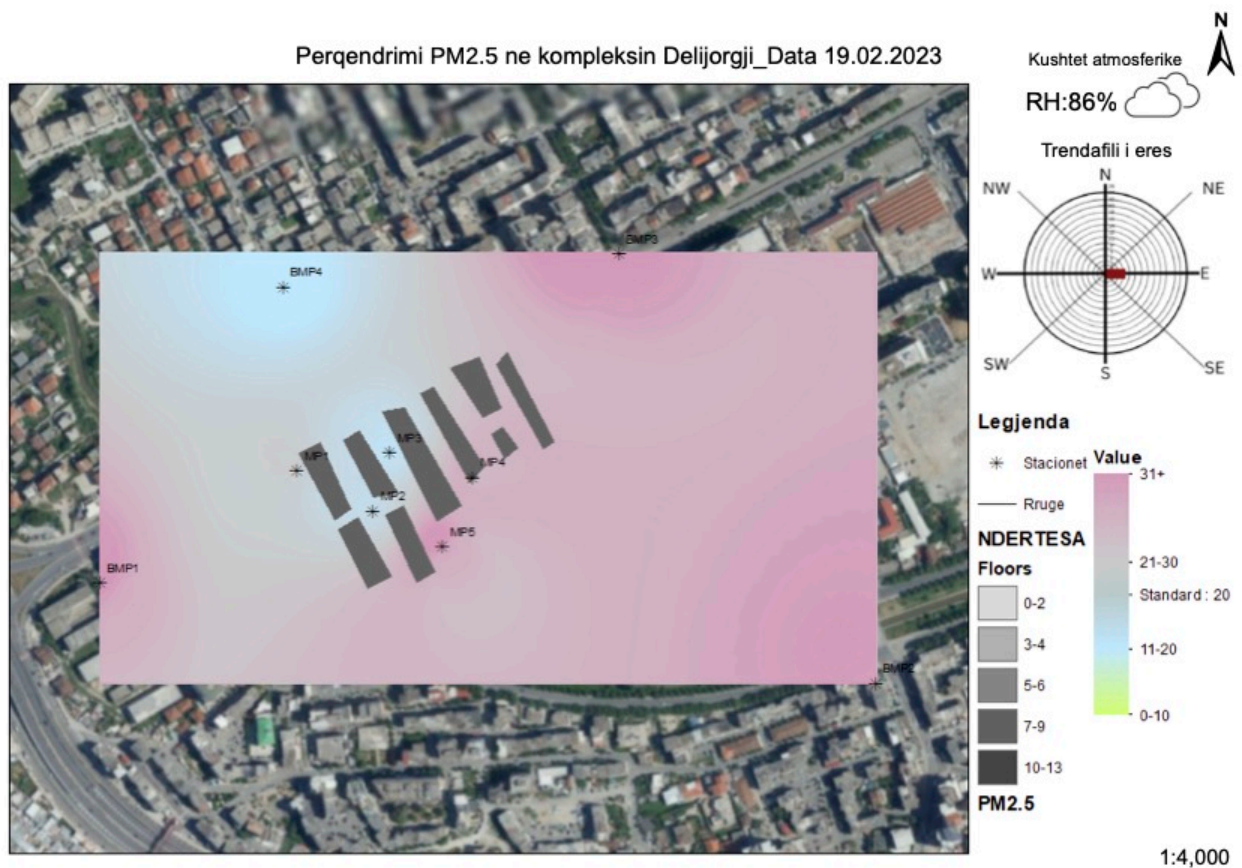 Perqendrimi PM2.5 ne kompleksin Delijorgji_Data 19.02.2023
N
Kushtet atmosferike
RH:86%
Trendafili i eres
N
NW
NE
W
E
SW
SE
S
BMP3
BMP4
MP1
MP3
MP4
MP2
MP5
BMP1
BMP2
Legjenda
Stacionet
Rruge
NDERTESA
Floors
0-2
3-4
5-6
7-9
10-13
PM2.5
Value
31+
21-30
Standard : 20
11-20
0-10
1:4,000